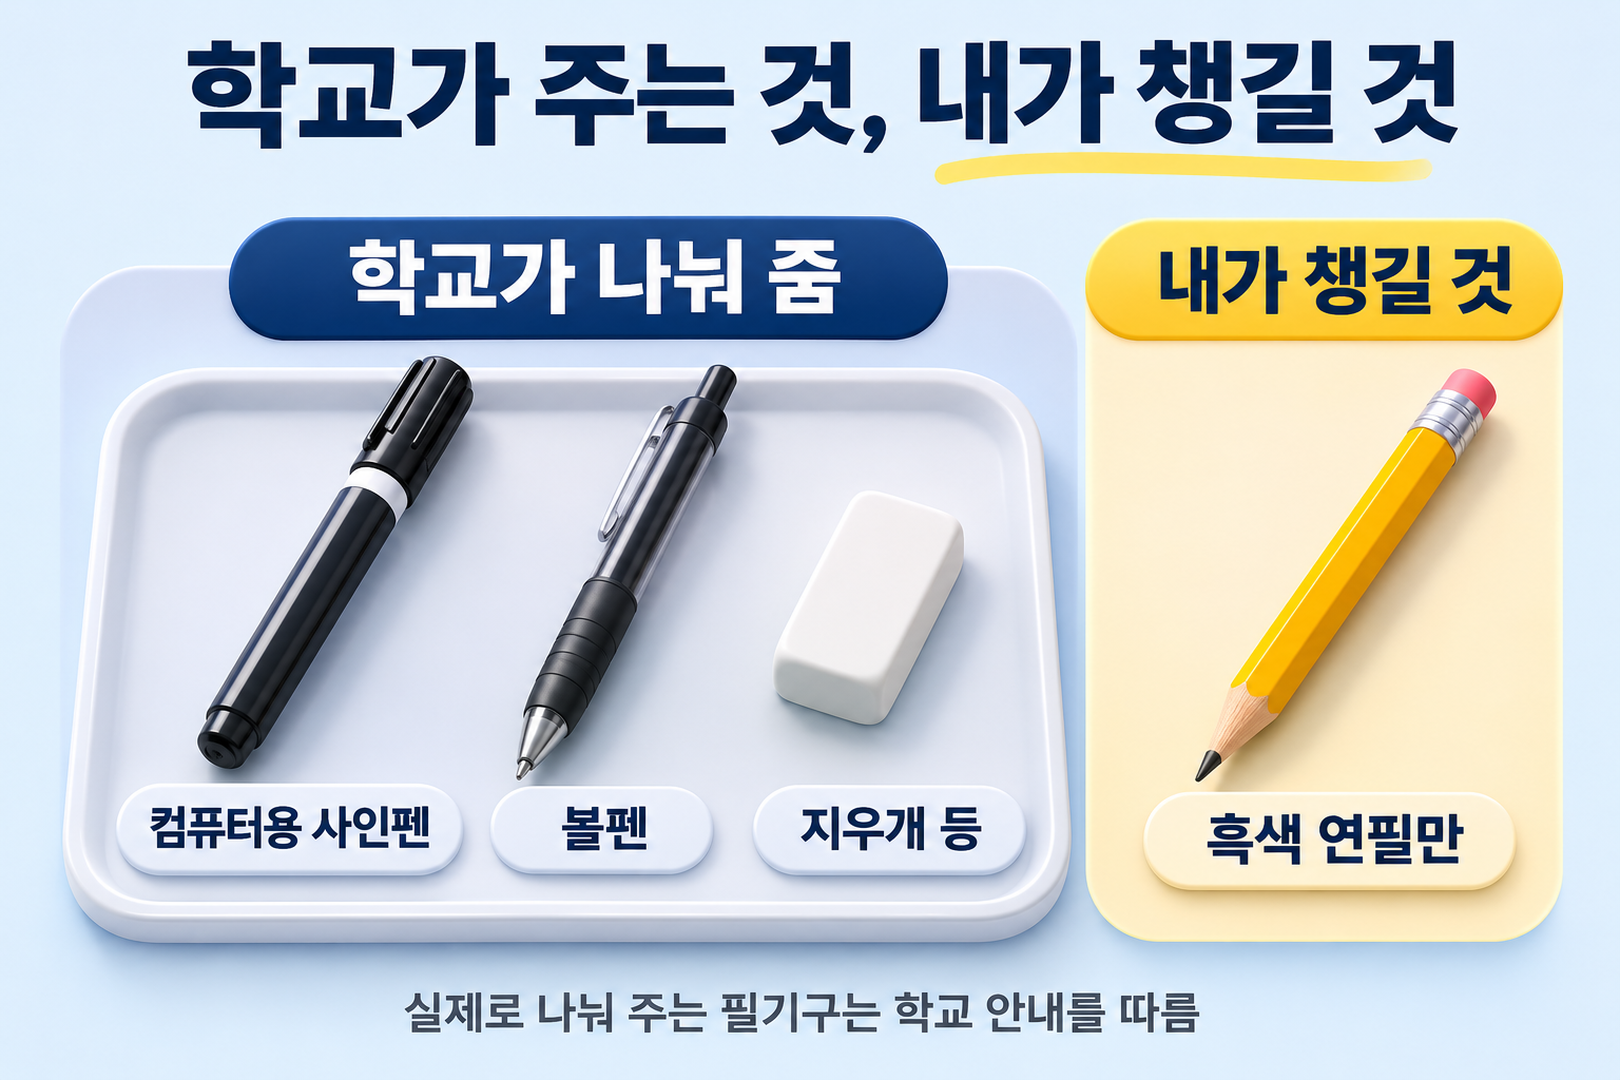 학교가 주는 것, 내가 챙길 것
학교가 나눠 줌
내가 챙길 것
컴퓨터용 사인펜
볼펜
지우개 등
흑색 연필만
실제로 나눠 주는 필기구는 학교 안내를 따름